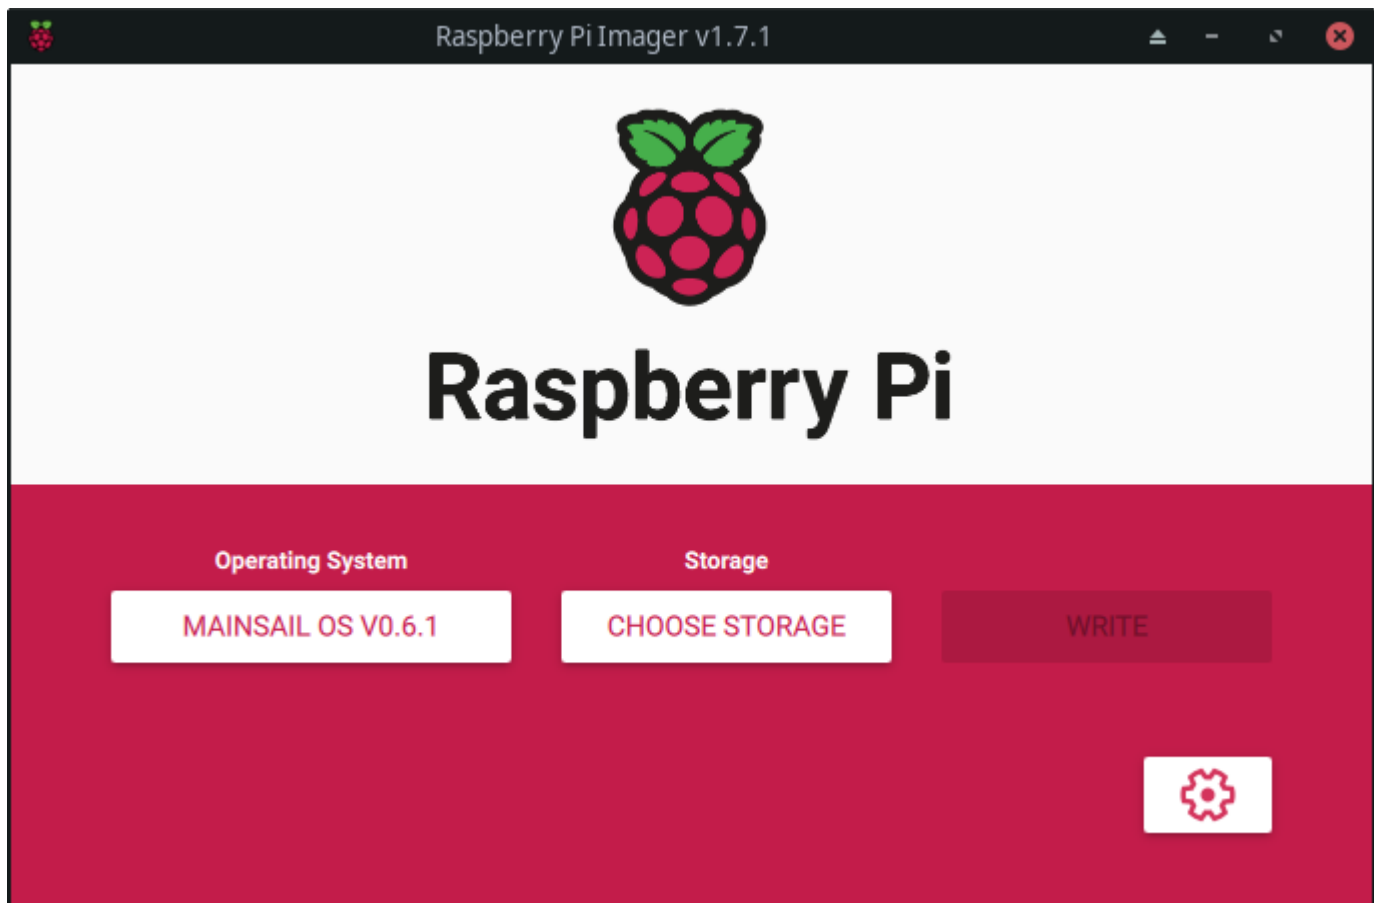 Raspberry Pi Imager v1.7.1
Raspberry Pi
Operating System
Storage
MAINSAIL OS V0.6.1
CHOOSE STORAGE
WRITE